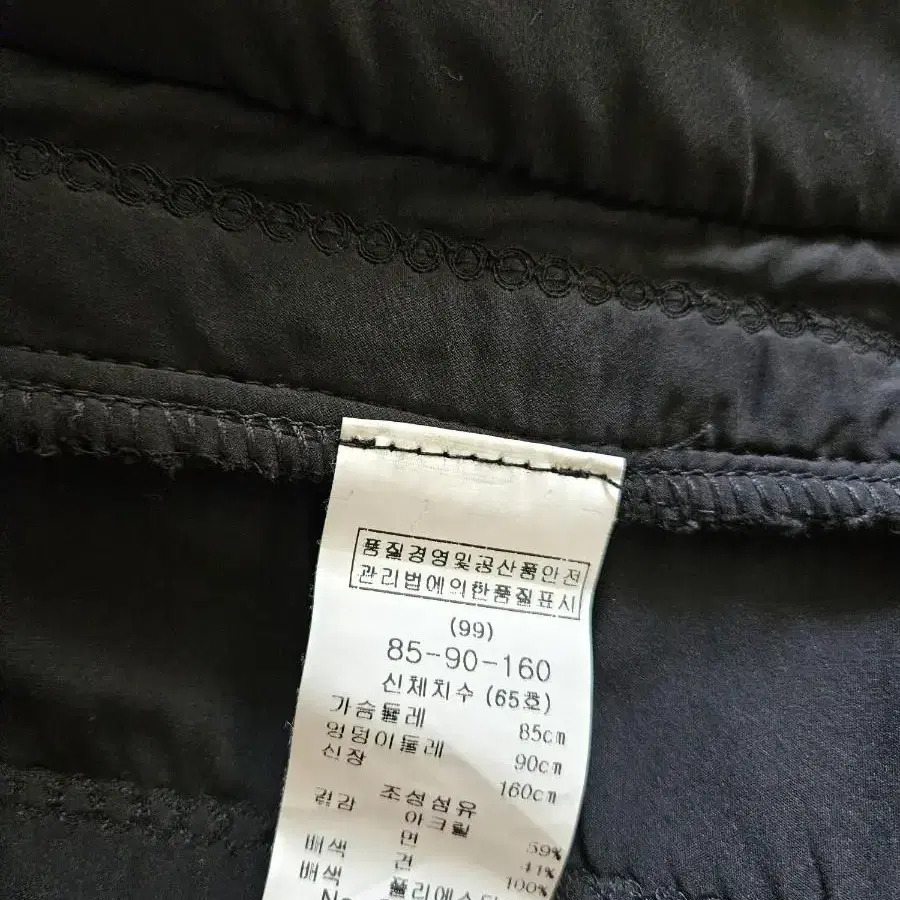 품질경영및공산품안전
관리법에의한품질표시
(99)
85-90-160
신체치수 (65호)
가슴둘레 85cm
엉덩이둘레 90cm
신장 160cm
조성섬유
겉감 아크릴 59%
면 41%
배색 견 100%
배색